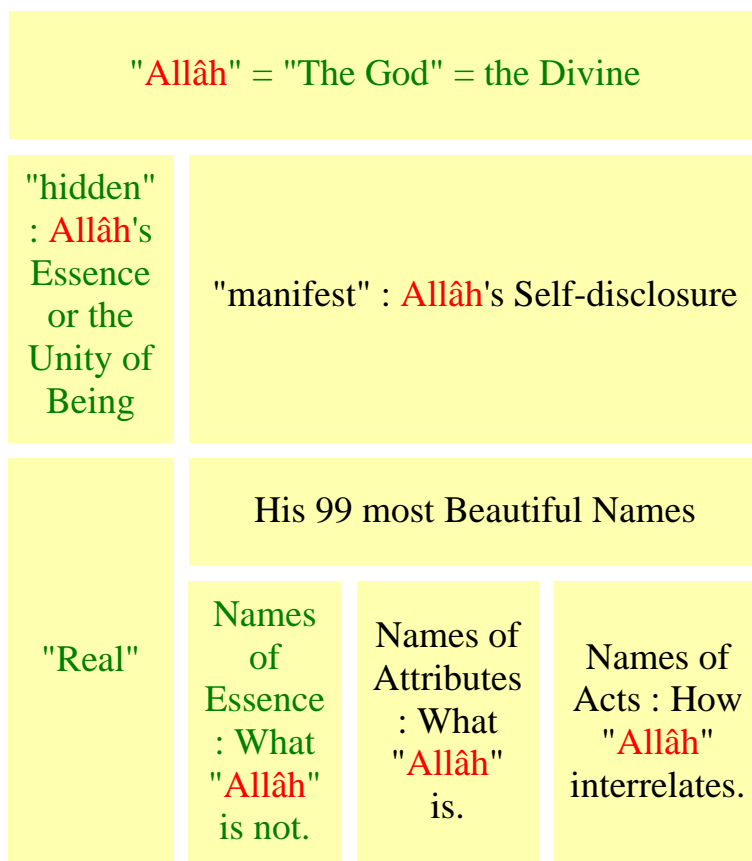 "Allâh" = "The God" = the Divine
"hidden"
: Allâh's
Essence
or the
Unity of
Being
"manifest" : Allâh's Self-disclosure
"Real"
His 99 most Beautiful Names
Names
of
Essence
: What
"Allâh"
is not.
Names of
Attributes
: What
"Allâh"
is.
Names of
Acts : How
"Allâh"
interrelates.